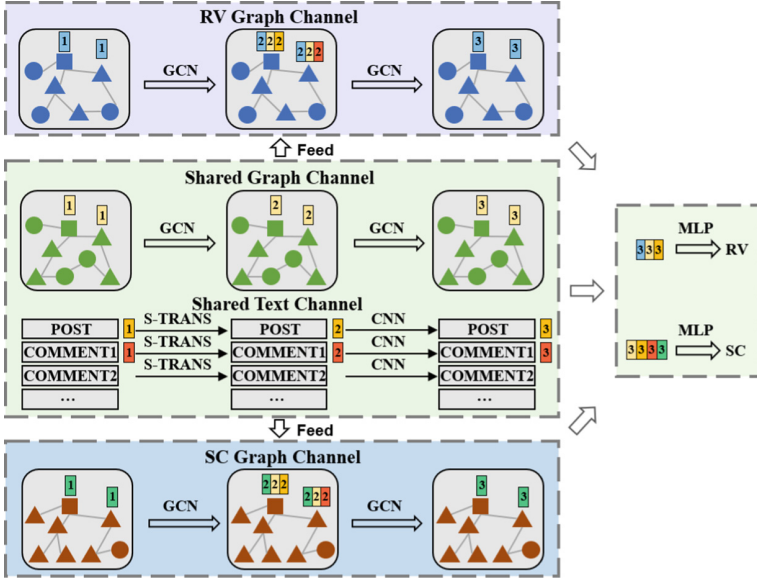 RV Graph Channel
1 1 2 2 2 2 2 2 3 3
GCN GCN
Feed
Shared Graph Channel
1 1 2 2 3 3
GCN GCN
Shared Text Channel
S-TRANS CNN
POST 1 POST 2 POST 3
S-TRANS CNN
COMMENT1 1 COMMENT1 2 COMMENT1 3
S-TRANS CNN
COMMENT2 COMMENT2 COMMENT2
... ... ...
Feed
SC Graph Channel
1 1 2 2 2 2 2 2 3 3
GCN GCN
MLP
3 3 3 RV
MLP
3 3 3 3 SC